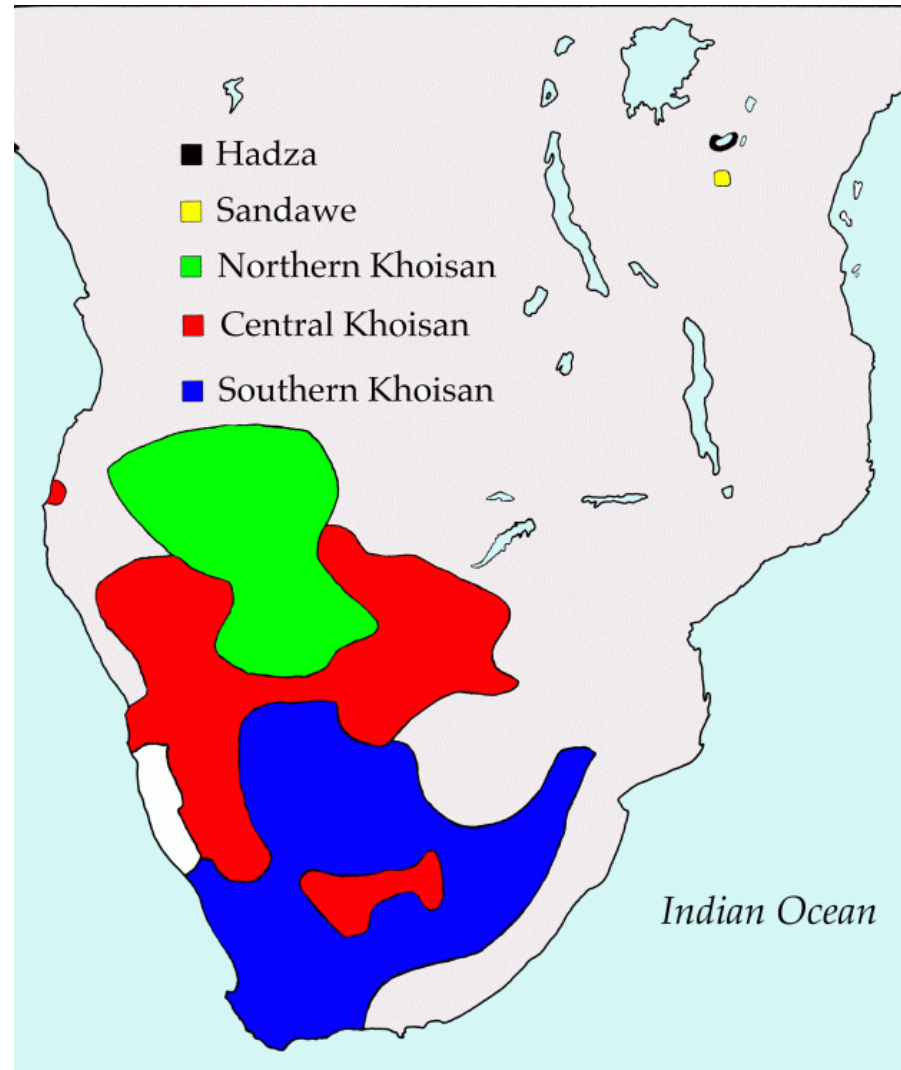 Hadza
Sandawe
Northern Khoisan
Central Khoisan
Southern Khoisan
Indian Ocean